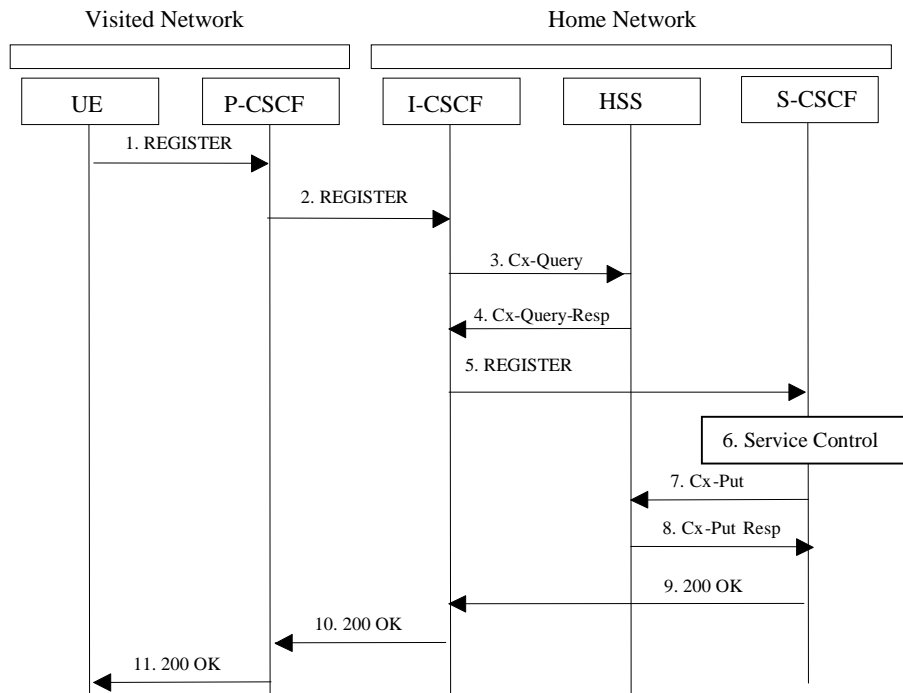 Visited Network
Home Network
UE
P-CSCF
I-CSCF
HSS
S-CSCF
1. REGISTER
2. REGISTER
3. Cx-Query
4. Cx-Query-Resp
5. REGISTER
6. Service Control
7. Cx-Put
8. Cx-Put Resp
9. 200 OK
10. 200 OK
11. 200 OK